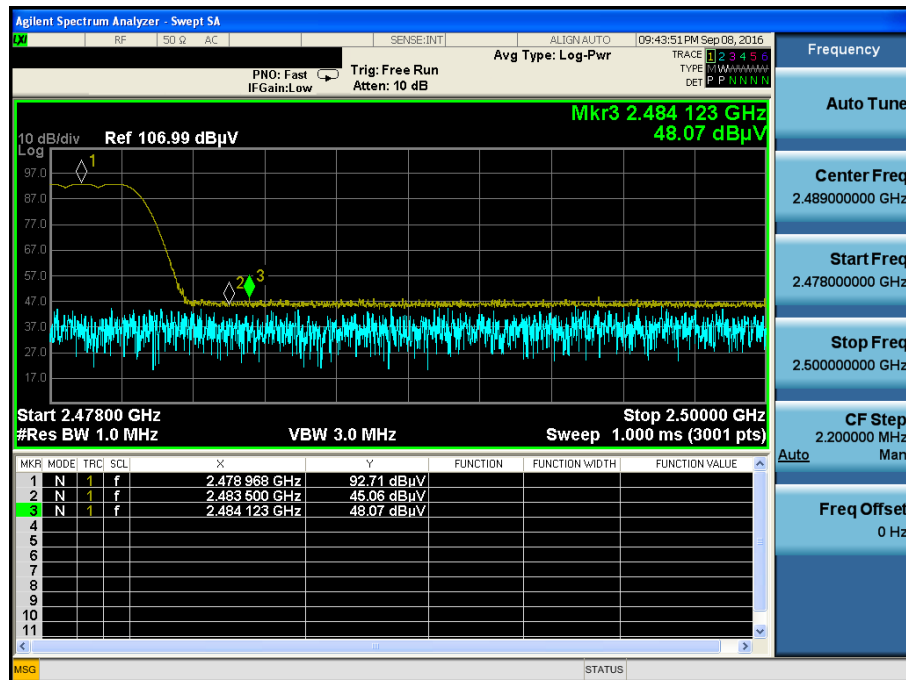 Agilent Spectrum Analyzer - Swept SA
LXI RF 50 Ω AC SENSE:INT ALIGN AUTO 09:43:51 PM Sep 08, 2016
Frequency
Avg Type: Log-Pwr TRACE 1 2 3 4 5 6
PNO: Fast Trig: Free Run TYPE M W W W W W
IFGain:Low Atten: 10 dB DET P P N N N N
Auto Tune
Mkr3 2.484 123 GHz
48.07 dBµV
10 dB/div Ref 106.99 dBµV
Log
97.0
87.0
77.0
67.0
57.0
47.0
37.0
27.0
17.0
1
2 3
Start 2.47800 GHz Stop 2.50000 GHz
#Res BW 1.0 MHz VBW 3.0 MHz Sweep 1.000 ms (3001 pts)
Center Freq
2.489000000 GHz
Start Freq
2.478000000 GHz
Stop Freq
2.500000000 GHz
CF Step
2.200000 MHz
Auto Man
Freq Offset
0 Hz
MKR MODE TRC SCL X Y FUNCTION FUNCTION WIDTH FUNCTION VALUE
1 N 1 f 2.478 968 GHz 92.71 dBµV
2 N 1 f 2.483 500 GHz 45.06 dBµV
3 N 1 f 2.484 123 GHz 48.07 dBµV
4
5
6
7
8
9
10
11
MSG STATUS